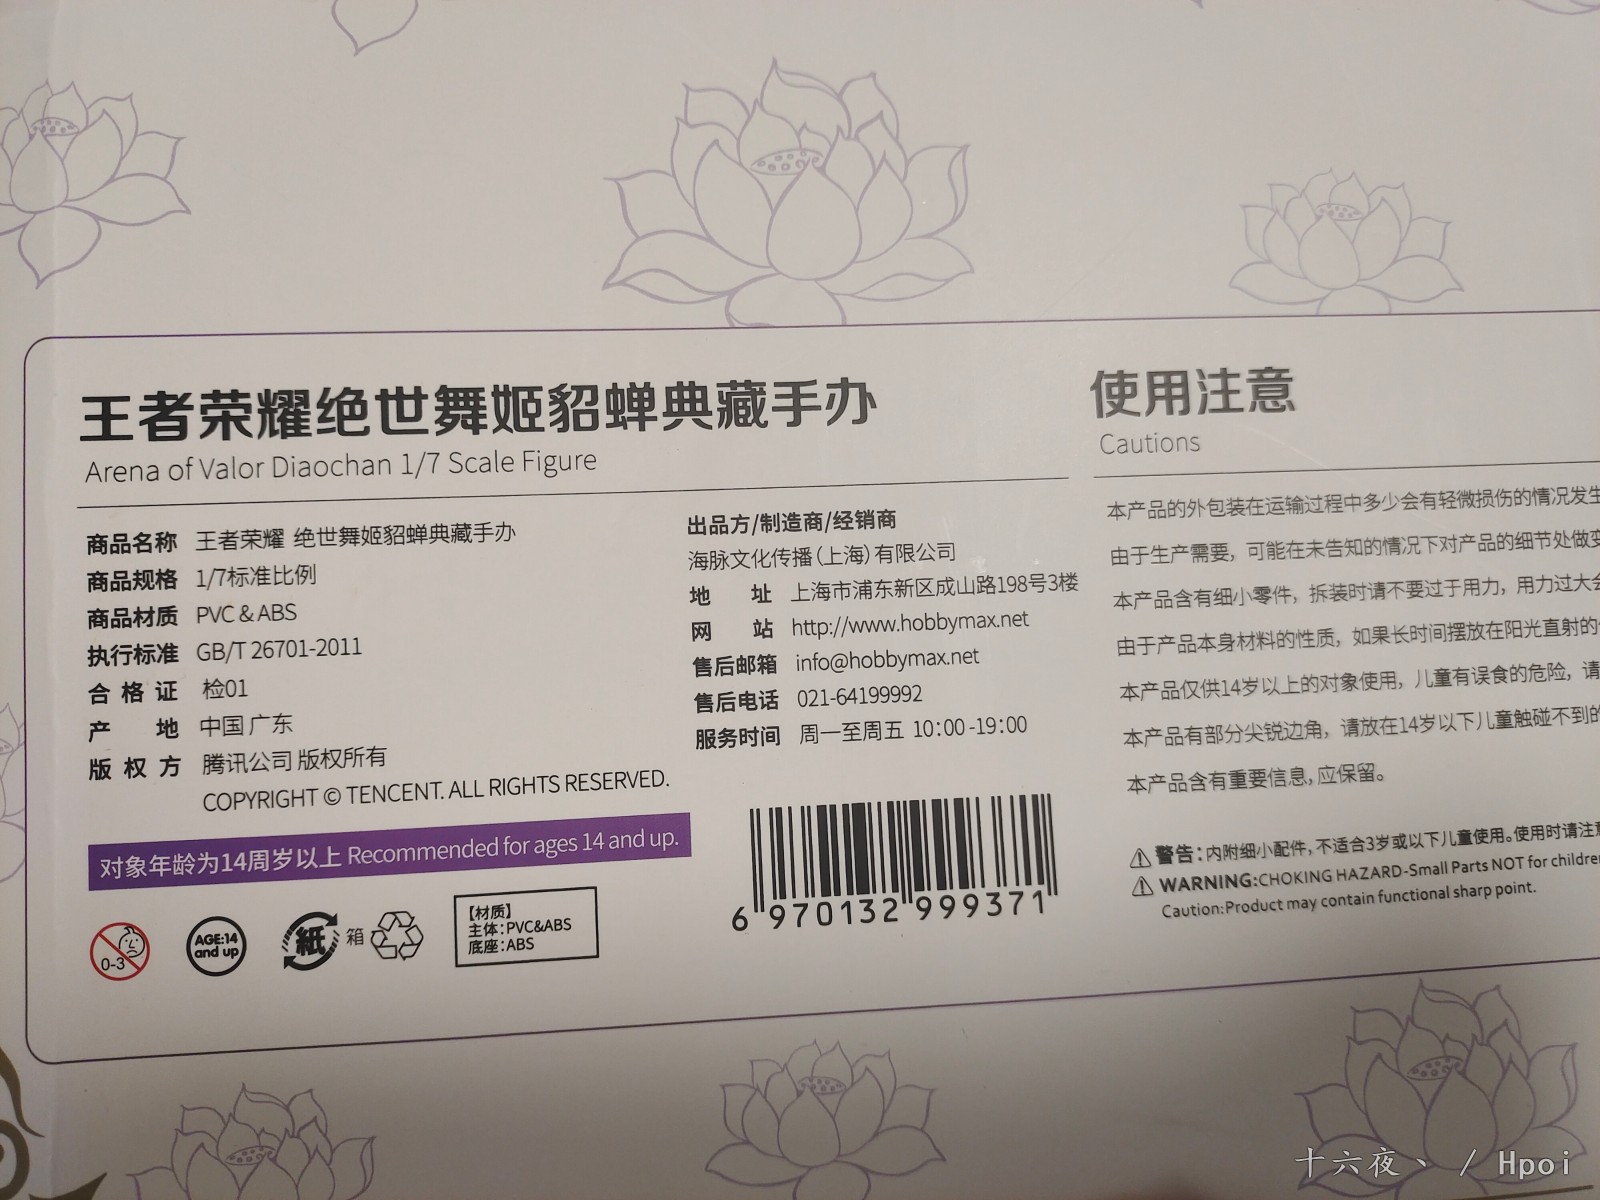 王者荣耀绝世舞姬貂蝉典藏手办
Arena of Valor Diaochan 1/7 Scale Figure
商品名称 王者荣耀 绝世舞姬貂蝉典藏手办
商品规格 1/7标准比例
商品材质 PVC & ABS
执行标准 GB/T 26701-2011
合格证 检01
产地 中国 广东
版权方 腾讯公司 版权所有
COPYRIGHT © TENCENT. ALL RIGHTS RESERVED.
对象年龄为14周岁以上 Recommended for ages 14 and up.
0-3
AGE:14
and up
紙
箱
【材质】
主体：PVC&ABS
底座：ABS
出品方/制造商/经销商
海脉文化传播（上海）有限公司
地址 上海市浦东新区成山路198号3楼
网站 http://www.hobbymax.net
售后邮箱 info@hobbymax.net
售后电话 021-64199992
服务时间 周一至周五 10：00 -19：00
6 970132 999371
使用注意
Cautions
本产品的外包装在运输过程中多少会有轻微损伤的情况发生
由于生产需要，可能在未告知的情况下对产品的细节处做变
本产品含有细小零件，拆装时请不要过于用力，用力过大会
由于产品本身材料的性质，如果长时间摆放在阳光直射的
本产品仅供14岁以上的对象使用，儿童有误食的危险，请
本产品有部分尖锐边角，请放在14岁以下儿童触碰不到的
本产品含有重要信息，应保留。
警告：内附细小配件，不适合3岁或以下儿童使用。使用时请注意
WARNING:CHOKING HAZARD-Small Parts NOT for children
Caution:Product may contain functional sharp point.
十六夜丶 / Hpoi